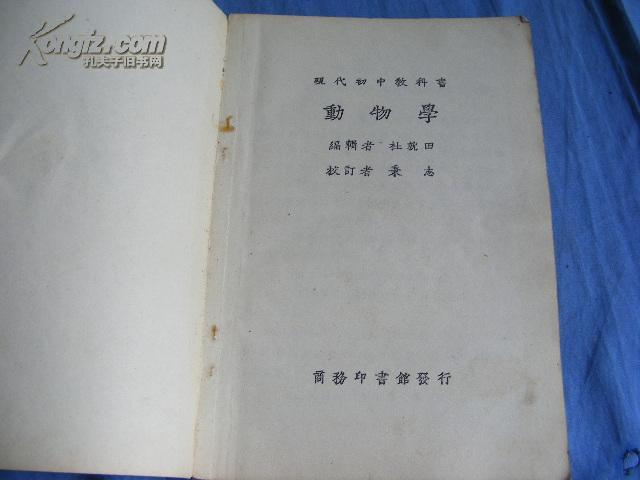 Kongfz.com
孔夫子旧书网
現代初中教科書
動物學
編輯者 杜就田
校訂者 秉志
商務印書館發行